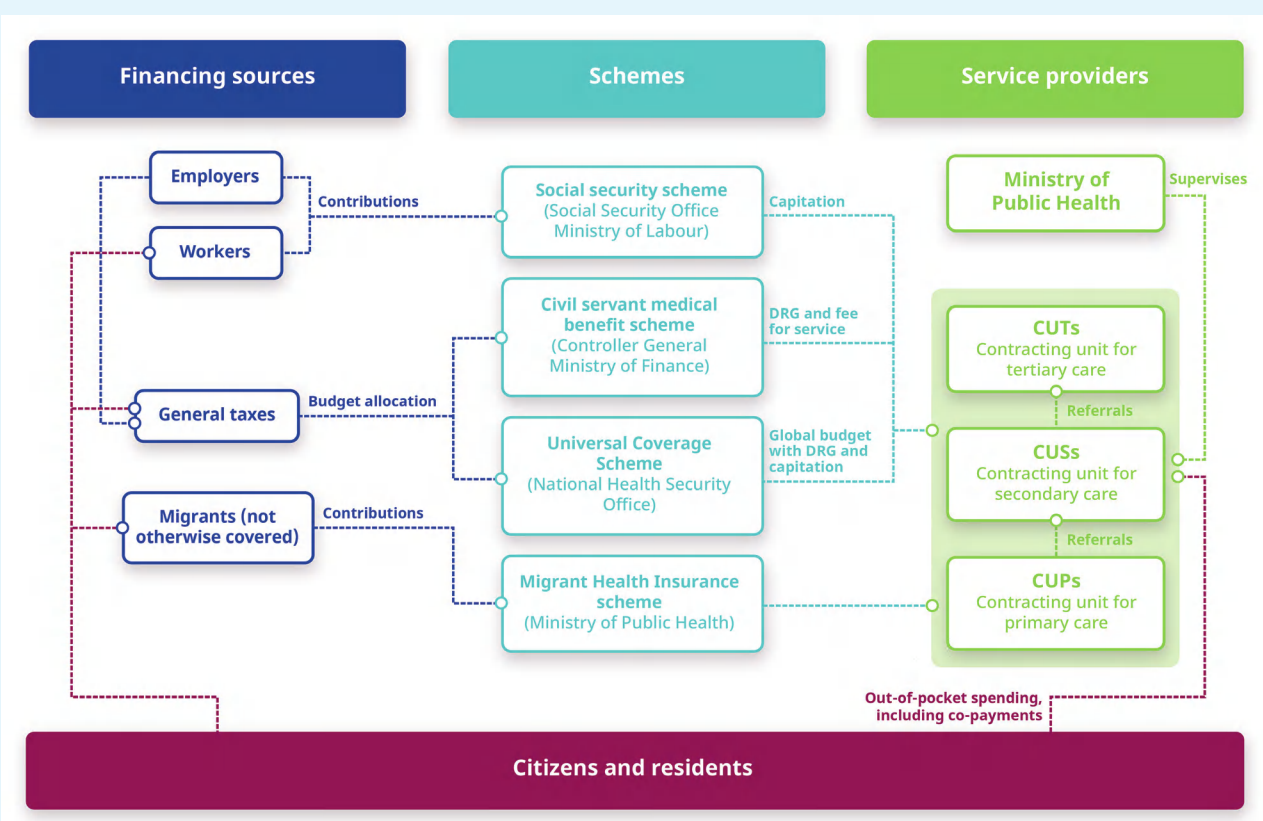 Financing sources
Schemes
Service providers
Employers
Workers
Contributions
General taxes
Budget allocation
Migrants (not
otherwise covered)
Contributions
Social security scheme
(Social Security Office
Ministry of Labour)
Capitation
Civil servant medical
benefit scheme
(Controller General
Ministry of Finance)
DRG and fee
for service
Universal Coverage
Scheme
(National Health Security
Office)
Global budget
with DRG and
capitation
Migrant Health Insurance
scheme
(Ministry of Public Health)
Ministry of
Public Health
Supervises
CUTs
Contracting unit for
tertiary care
Referrals
CUSs
Contracting unit for
secondary care
Referrals
CUPs
Contracting unit for
primary care
Out-of-pocket spending,
including co-payments
Citizens and residents